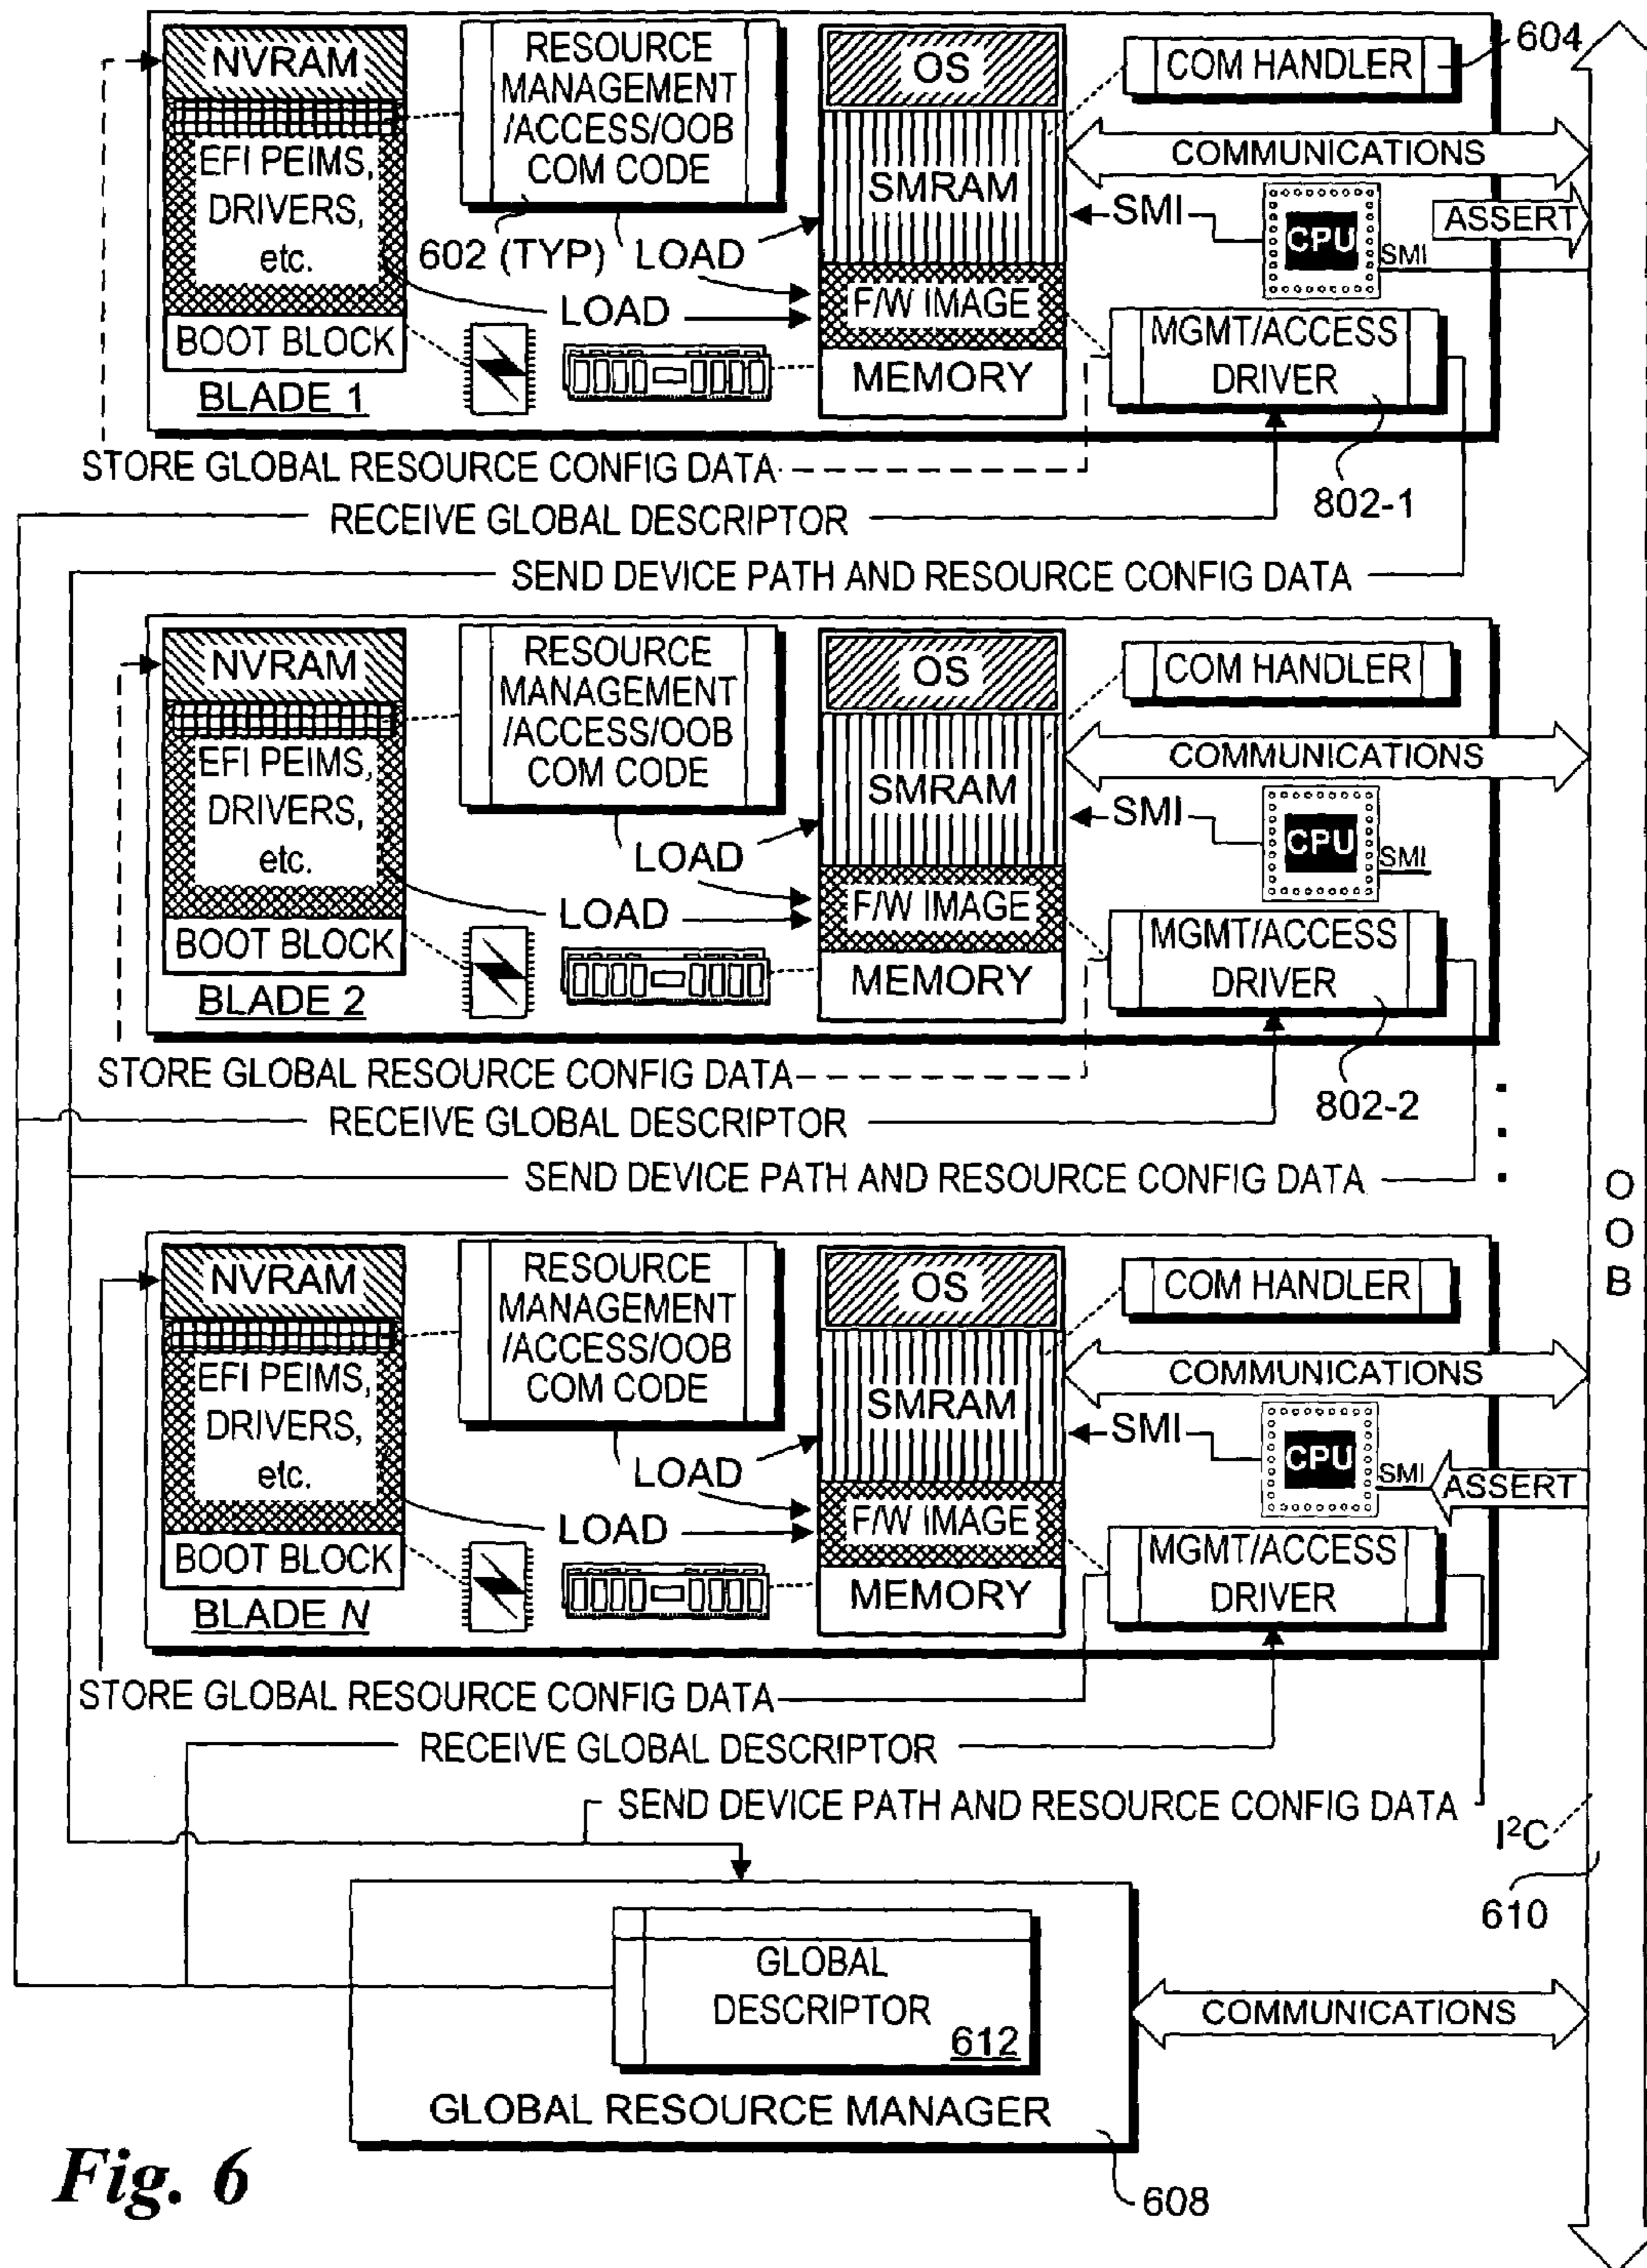 NVRAM
EFI PEIMS,
DRIVERS,
etc.
BOOT BLOCK
BLADE 1
RESOURCE
MANAGEMENT
/ACCESS/OOB
COM CODE
602 (TYP)
LOAD
LOAD
OS
SMRAM
F/W IMAGE
MEMORY
COM HANDLER
604
COMMUNICATIONS
SMI
CPU
SMI
ASSERT
MGMT/ACCESS
DRIVER
802-1
STORE GLOBAL RESOURCE CONFIG DATA
RECEIVE GLOBAL DESCRIPTOR
SEND DEVICE PATH AND RESOURCE CONFIG DATA
NVRAM
EFI PEIMS,
DRIVERS,
etc.
BOOT BLOCK
BLADE 2
RESOURCE
MANAGEMENT
/ACCESS/OOB
COM CODE
LOAD
LOAD
OS
SMRAM
F/W IMAGE
MEMORY
COM HANDLER
COMMUNICATIONS
SMI
CPU
SMI
MGMT/ACCESS
DRIVER
802-2
STORE GLOBAL RESOURCE CONFIG DATA
RECEIVE GLOBAL DESCRIPTOR
SEND DEVICE PATH AND RESOURCE CONFIG DATA
O
O
B
NVRAM
EFI PEIMS,
DRIVERS,
etc.
BOOT BLOCK
BLADE N
RESOURCE
MANAGEMENT
/ACCESS/OOB
COM CODE
LOAD
LOAD
OS
SMRAM
F/W IMAGE
MEMORY
COM HANDLER
COMMUNICATIONS
SMI
CPU
SMI
ASSERT
MGMT/ACCESS
DRIVER
STORE GLOBAL RESOURCE CONFIG DATA
RECEIVE GLOBAL DESCRIPTOR
SEND DEVICE PATH AND RESOURCE CONFIG DATA
I²C
610
GLOBAL
DESCRIPTOR
612
COMMUNICATIONS
GLOBAL RESOURCE MANAGER
608
Fig. 6